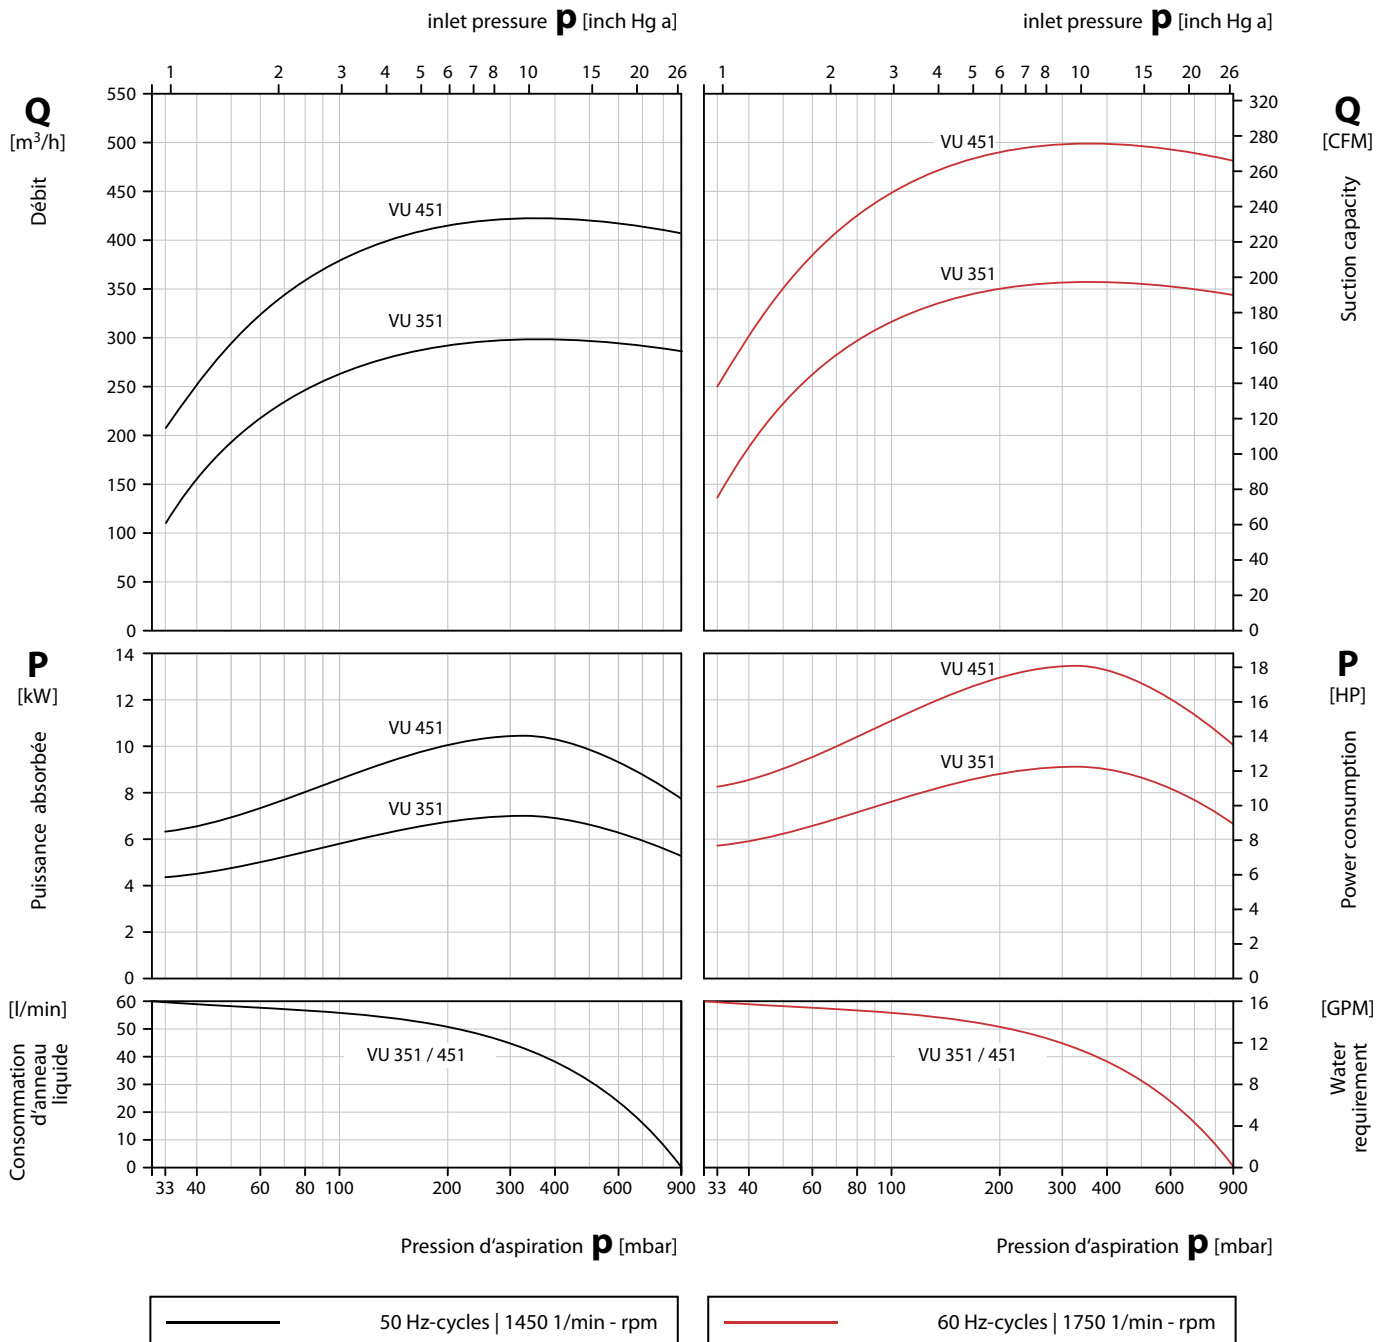 inlet pressure p [inch Hg a]
inlet pressure p [inch Hg a]
1 2 3 4 5 6 7 8 10 15 20 26
1 2 3 4 5 6 7 8 10 15 20 26
Q
[m³/h]
Débit
550
500
450
400
350
300
250
200
150
100
50
0
VU 451
VU 351
VU 451
VU 351
320
280
260
240
220
200
180
160
140
120
100
80
60
40
20
0
Q
[CFM]
Suction capacity
P
[kW]
Puissance absorbée
14
12
10
8
6
4
2
0
VU 451
VU 351
VU 451
VU 351
18
16
14
12
10
8
6
4
2
0
P
[HP]
Power consumption
[l/min]
Consommation
d‘anneau
liquide
60
50
40
30
20
10
0
VU 351 / 451
VU 351 / 451
16
12
8
4
0
[GPM]
Water
requirement
33 40 60 80 100 200 300 400 600 900
33 40 60 80 100 200 300 400 600 900
Pression d‘aspiration p [mbar]
Pression d‘aspiration p [mbar]
50 Hz-cycles | 1450 1/min - rpm
60 Hz-cycles | 1750 1/min - rpm